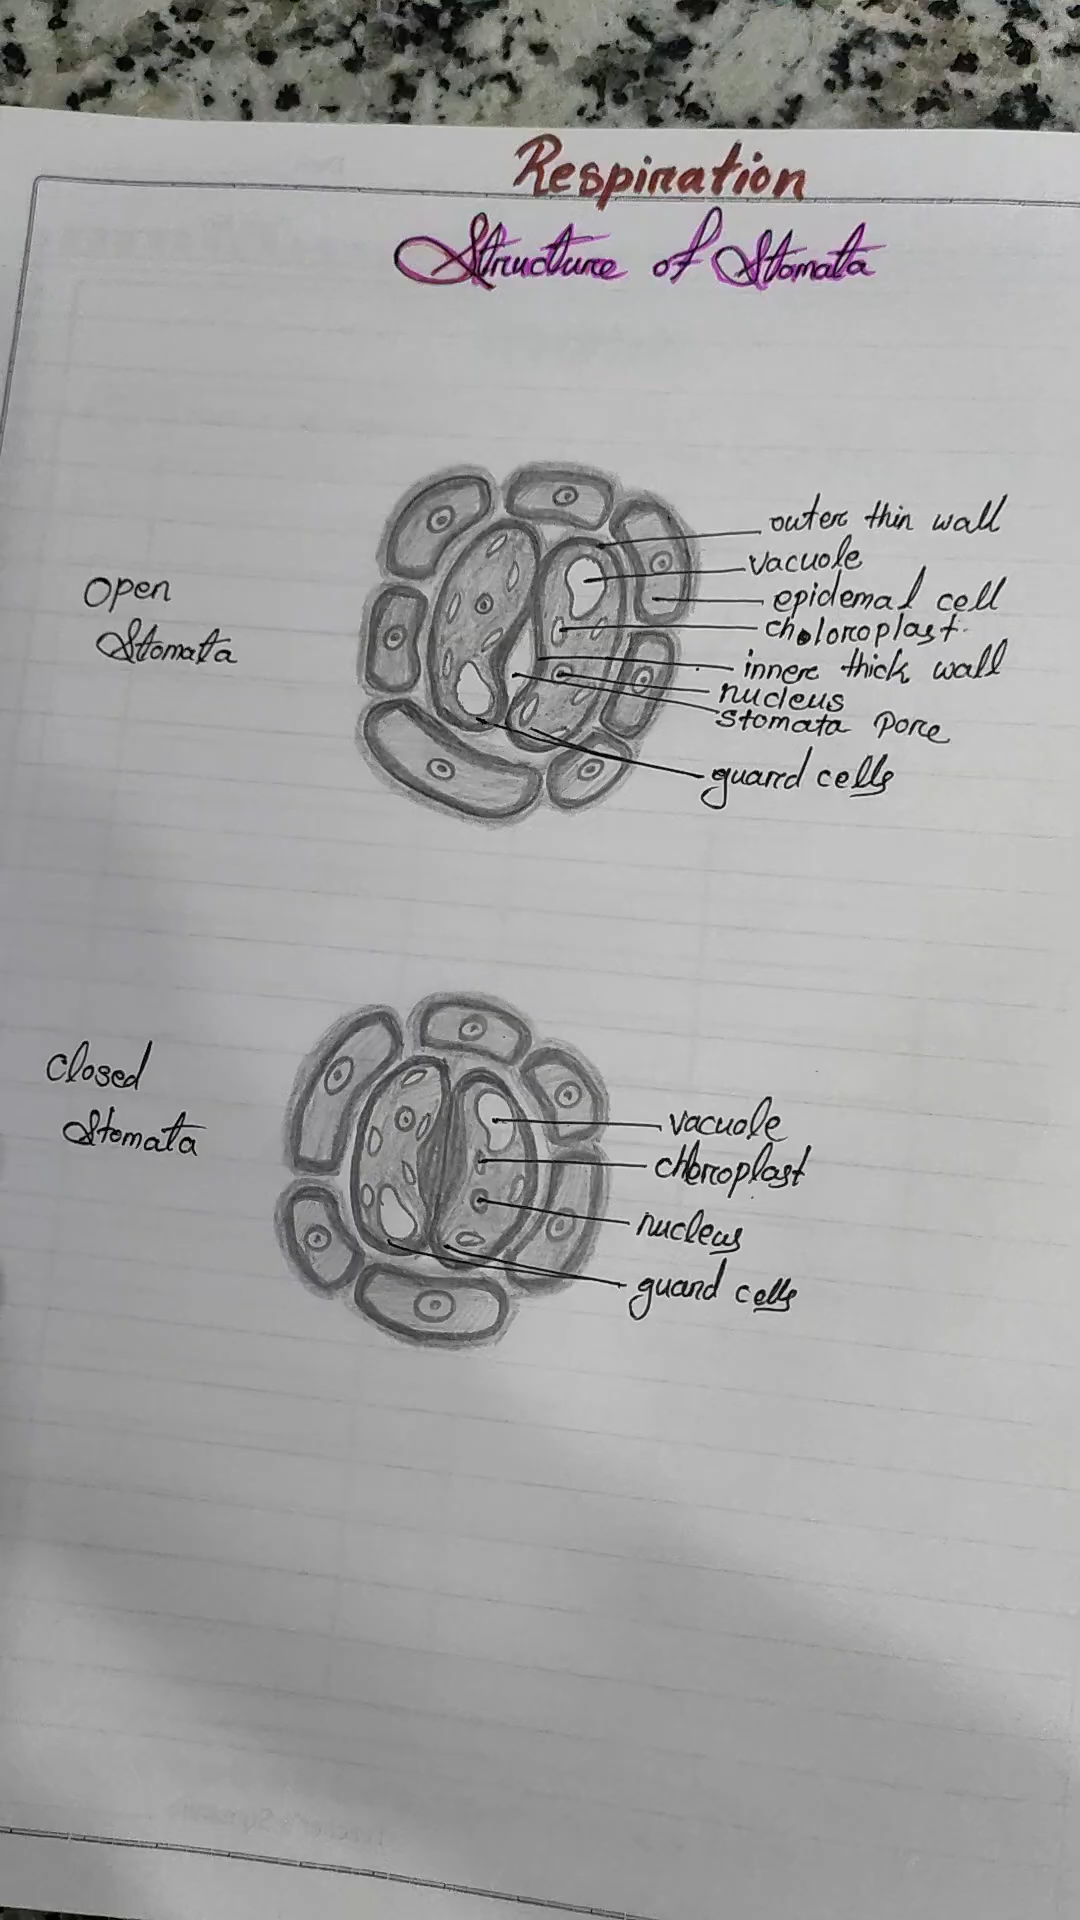 Respiration
Structure of Stomata
open
Stomata
outer thin wall
vacuole
epidemal cell
choloroplast.
inner thick wall
nucleus
stomata pore
guard cells
closed
Stomata
vacuole
chloroplast
nucleus
guard cells